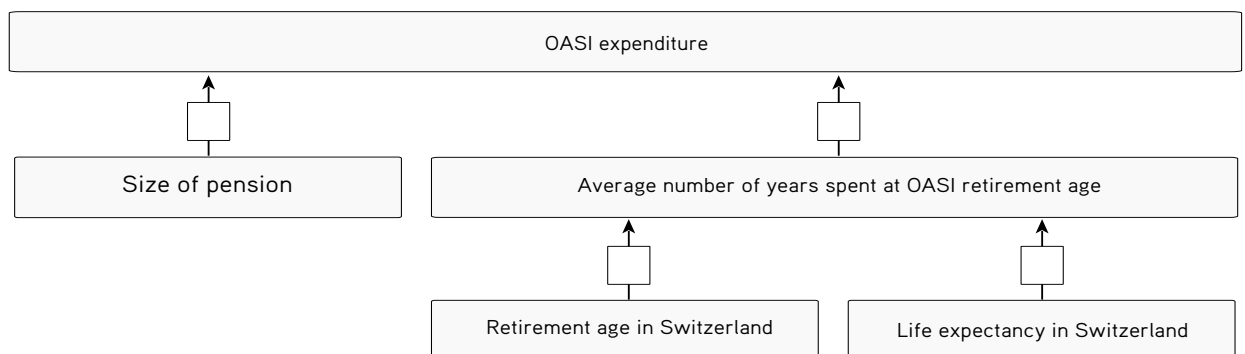 OASI expenditure
Size of pension
Average number of years spent at OASI retirement age
Retirement age in Switzerland
Life expectancy in Switzerland